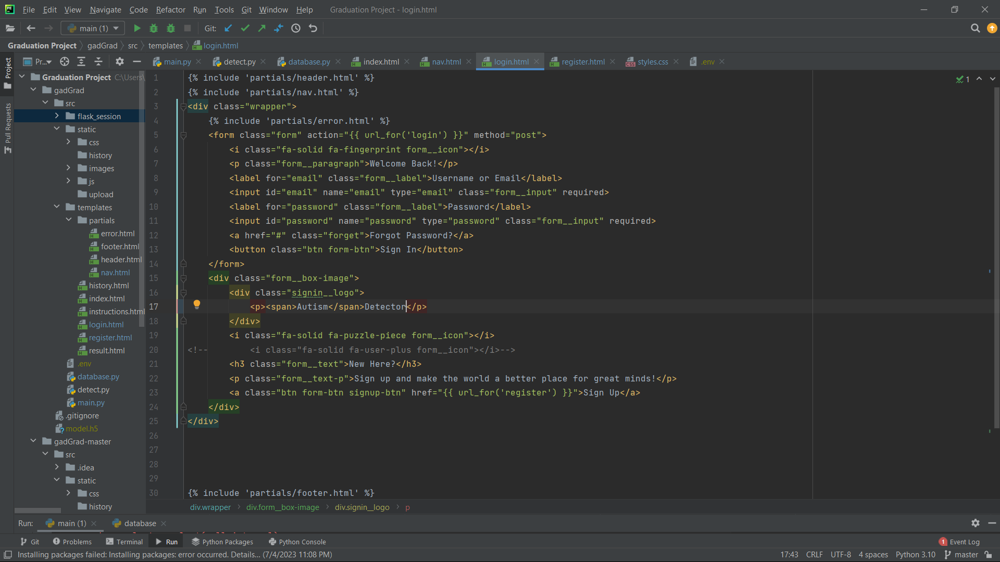 File Edit View Navigate Code Refactor Run Tools Git Window Help Graduation Project - login.html
main (1) Git:
Graduation Project gadGrad src templates login.html
Project
Pull Requests
Pr...
main.py detect.py database.py index.html nav.html login.html register.html styles.css .env
Graduation Project C:\Users\
gadGrad
src
flask_session
static
css
history
images
js
upload
templates
partials
error.html
footer.html
header.html
nav.html
history.html
index.html
instructions.html
login.html
register.html
result.html
.env
database.py
detect.py
main.py
.gitignore
model.h5
gadGrad-master
src
.idea
static
css
history
1 {% include 'partials/header.html' %}
2 {% include 'partials/nav.html' %}
3 <div class="wrapper">
4 {% include 'partials/error.html' %}
5 <form class="form" action="{{ url_for('login') }}" method="post">
6 <i class="fa-solid fa-fingerprint form__icon"></i>
7 <p class="form__paragraph">Welcome Back!</p>
8 <label for="email" class="form__label">Username or Email</label>
9 <input id="email" name="email" type="email" class="form__input" required>
10 <label for="password" class="form__label">Password</label>
11 <input id="password" name="password" type="password" class="form__input" required>
12 <a href="#" class="forget">Forgot Password?</a>
13 <button class="btn form-btn">Sign In</button>
14 </form>
15 <div class="form__box-image">
16 <div class="signin__logo">
17 <p><span>Autism</span>Detector</p>
18 </div>
19 <i class="fa-solid fa-puzzle-piece form__icon"></i>
20 <!-- <i class="fa-solid fa-user-plus form__icon"></i>-->
21 <h3 class="form__text">New Here?</h3>
22 <p class="form__text-p">Sign up and make the world a better place for great minds!</p>
23 <a class="btn form-btn signup-btn" href="{{ url_for('register') }}">Sign Up</a>
24 </div>
25 </div>
26
27
28
29
30 {% include 'partials/footer.html' %}
1
div.wrapper div.form__box-image div.signin__logo p
Run: main (1) database
Git Problems Terminal Run Python Packages Python Console 1 Event Log
Installing packages failed: Installing packages: error occurred. Details... (7/4/2023 11:08 PM) 17:43 CRLF UTF-8 4 spaces Python 3.10 master